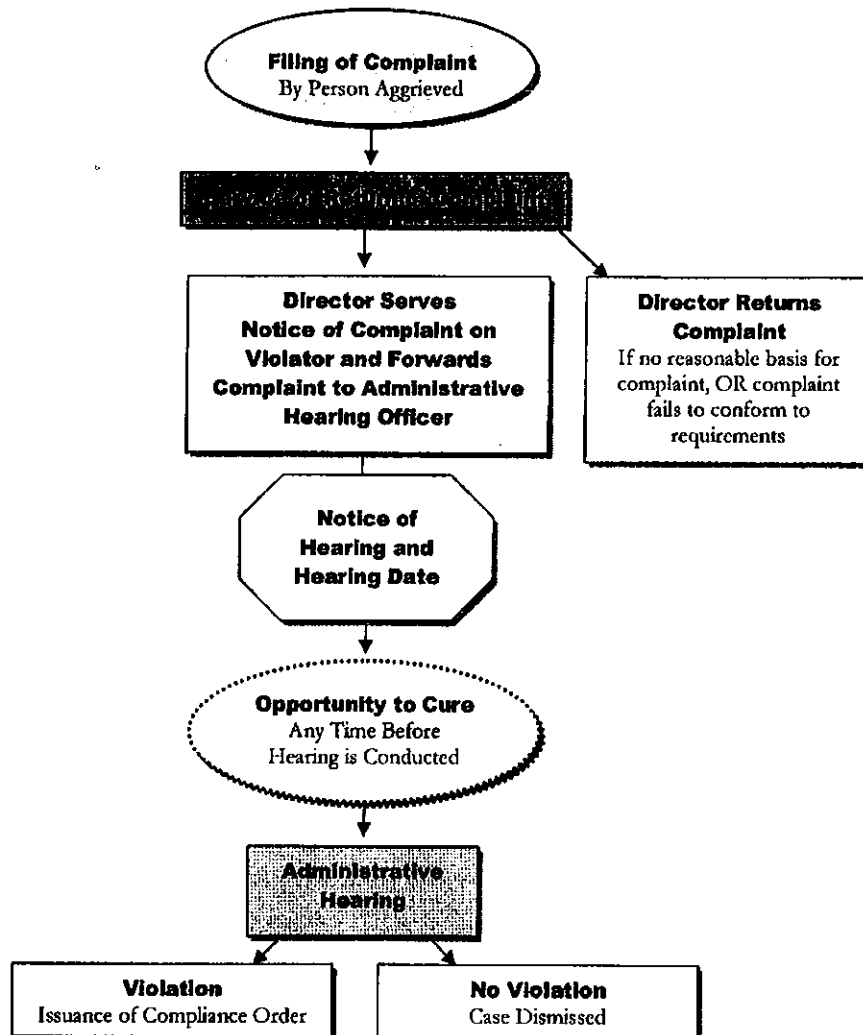 Filing of Complaint
By Person Aggrieved
Director Serves
Notice of Complaint on
Violator and Forwards
Complaint to Administrative
Hearing Officer
Director Returns
Complaint
If no reasonable basis for
complaint, OR complaint
fails to conform to
requirements
Notice of
Hearing and
Hearing Date
Opportunity to Cure
Any Time Before
Hearing is Conducted
Administrative
Hearing
Violation
Issuance of Compliance Order
No Violation
Case Dismissed